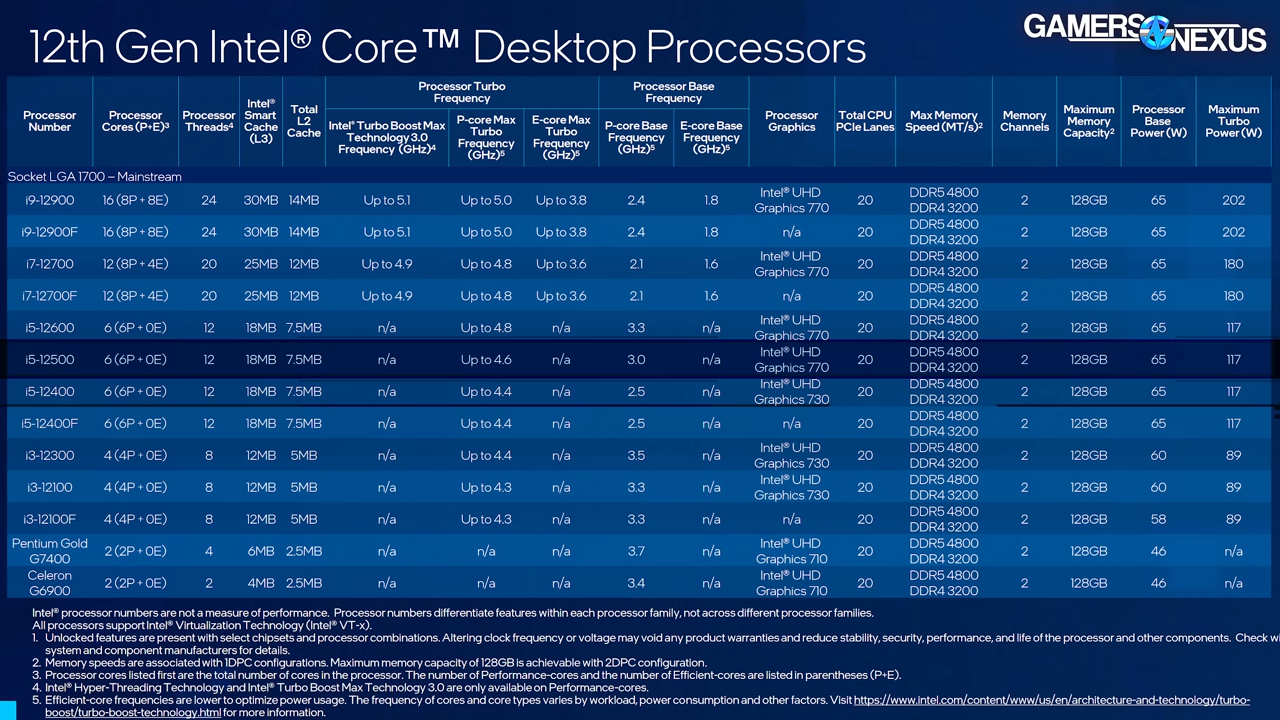 12th Gen Intel® Core™ Desktop Processors
GAMERS NEXUS
Processor Number | Processor Cores (P+E)3 | Processor Threads4 | Intel® Smart Cache (L3) | Total L2 Cache | Processor Turbo Frequency | Processor Base Frequency | Processor Graphics | Total CPU PCIe Lanes | Max Memory Speed (MT/s)2 | Memory Channels | Maximum Memory Capacity2 | Processor Base Power (W) | Maximum Turbo Power (W)
Intel® Turbo Boost Max Technology 3.0 Frequency (GHz)4 | P-core Max Turbo Frequency (GHz)5 | E-core Max Turbo Frequency (GHz)5 | P-core Base Frequency (GHz)5 | E-core Base Frequency (GHz)5
Socket LGA 1700 – Mainstream
i9-12900 16 (8P + 8E) 24 30MB 14MB Up to 5.1 Up to 5.0 Up to 3.8 2.4 1.8 Intel® UHD Graphics 770 20 DDR5 4800 DDR4 3200 2 128GB 65 202
i9-12900F 16 (8P + 8E) 24 30MB 14MB Up to 5.1 Up to 5.0 Up to 3.8 2.4 1.8 n/a 20 DDR5 4800 DDR4 3200 2 128GB 65 202
i7-12700 12 (8P + 4E) 20 25MB 12MB Up to 4.9 Up to 4.8 Up to 3.6 2.1 1.6 Intel® UHD Graphics 770 20 DDR5 4800 DDR4 3200 2 128GB 65 180
i7-12700F 12 (8P + 4E) 20 25MB 12MB Up to 4.9 Up to 4.8 Up to 3.6 2.1 1.6 n/a 20 DDR5 4800 DDR4 3200 2 128GB 65 180
i5-12600 6 (6P + 0E) 12 18MB 7.5MB n/a Up to 4.8 n/a 3.3 n/a Intel® UHD Graphics 770 20 DDR5 4800 DDR4 3200 2 128GB 65 117
i5-12500 6 (6P + 0E) 12 18MB 7.5MB n/a Up to 4.6 n/a 3.0 n/a Intel® UHD Graphics 770 20 DDR5 4800 DDR4 3200 2 128GB 65 117
i5-12400 6 (6P + 0E) 12 18MB 7.5MB n/a Up to 4.4 n/a 2.5 n/a Intel® UHD Graphics 730 20 DDR5 4800 DDR4 3200 2 128GB 65 117
i5-12400F 6 (6P + 0E) 12 18MB 7.5MB n/a Up to 4.4 n/a 2.5 n/a n/a 20 DDR5 4800 DDR4 3200 2 128GB 65 117
i3-12300 4 (4P + 0E) 8 12MB 5MB n/a Up to 4.4 n/a 3.5 n/a Intel® UHD Graphics 730 20 DDR5 4800 DDR4 3200 2 128GB 60 89
i3-12100 4 (4P + 0E) 8 12MB 5MB n/a Up to 4.3 n/a 3.3 n/a Intel® UHD Graphics 730 20 DDR5 4800 DDR4 3200 2 128GB 60 89
i3-12100F 4 (4P + 0E) 8 12MB 5MB n/a Up to 4.3 n/a 3.3 n/a n/a 20 DDR5 4800 DDR4 3200 2 128GB 58 89
Pentium Gold G7400 2 (2P + 0E) 4 6MB 2.5MB n/a n/a n/a 3.7 n/a Intel® UHD Graphics 710 20 DDR5 4800 DDR4 3200 2 128GB 46 n/a
Celeron G6900 2 (2P + 0E) 2 4MB 2.5MB n/a n/a n/a 3.4 n/a Intel® UHD Graphics 710 20 DDR5 4800 DDR4 3200 2 128GB 46 n/a
Intel® processor numbers are not a measure of performance. Processor numbers differentiate features within each processor family, not across different processor families.
All processors support Intel® Virtualization Technology (Intel® VT-x).
1. Unlocked features are present with select chipsets and processor combinations. Altering clock frequency or voltage may void any product warranties and reduce stability, security, performance, and life of the processor and other components. Check wi
system and component manufacturers for details.
2. Memory speeds are associated with 1DPC configurations. Maximum memory capacity of 128GB is achievable with 2DPC configuration.
3. Processor cores listed first are the total number of cores in the processor. The number of Performance-cores and the number of Efficient-cores are listed in parentheses (P+E).
4. Intel® Hyper-Threading Technology and Intel® Turbo Boost Max Technology 3.0 are only available on Performance-cores.
5. Efficient-core frequencies are lower to optimize power usage. The frequency of cores and core types varies by workload, power consumption and other factors. Visit https://www.intel.com/content/www/us/en/architecture-and-technology/turbo-
boost/turbo-boost-technology.html for more information.